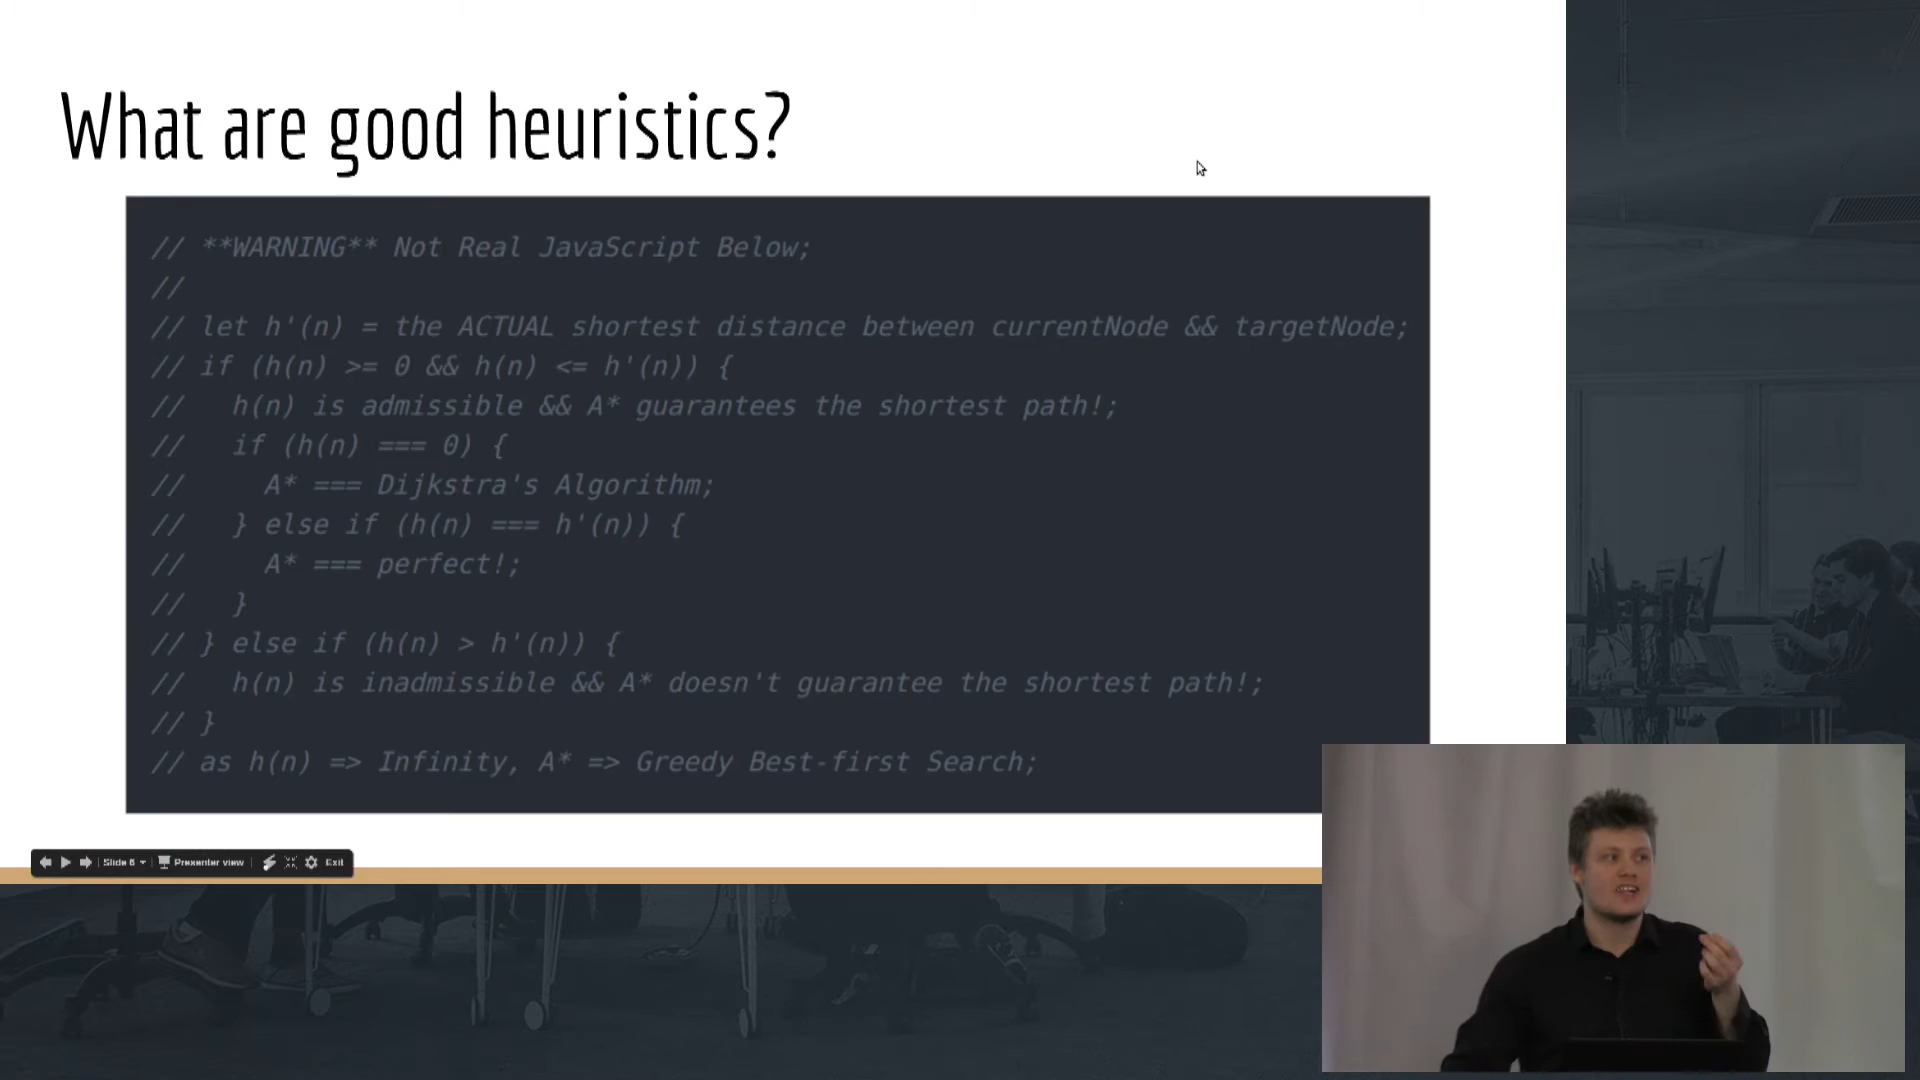 What are good heuristics?
// **WARNING** Not Real JavaScript Below;
//
// let h'(n) = the ACTUAL shortest distance between currentNode && targetNode;
// if (h(n) >= 0 && h(n) <= h'(n)) {
//   h(n) is admissible && A* guarantees the shortest path!;
//   if (h(n) === 0) {
//     A* === Dijkstra's Algorithm;
//   } else if (h(n) === h'(n)) {
//     A* === perfect!;
//   }
// } else if (h(n) > h'(n)) {
//   h(n) is inadmissible && A* doesn't guarantee the shortest path!;
// }
// as h(n) => Infinity, A* => Greedy Best-first Search;
Slide 6 Presenter view Exit